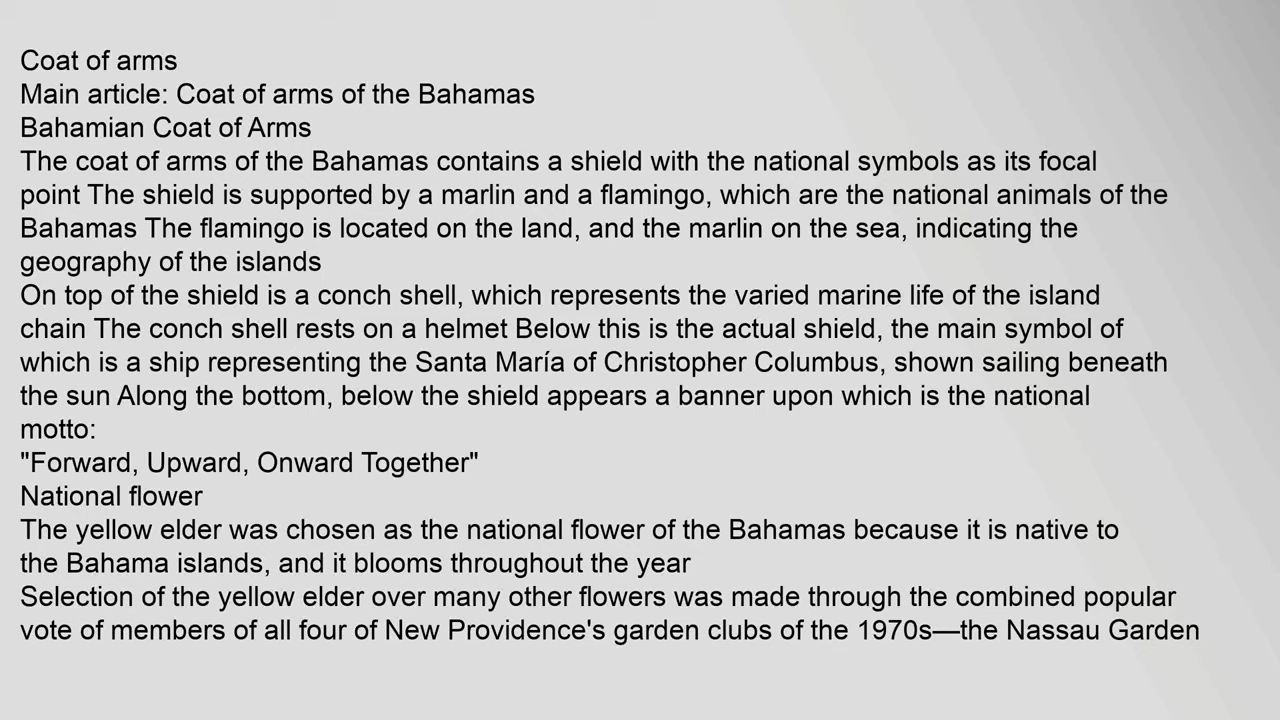 Coat of arms
Main article: Coat of arms of the Bahamas
Bahamian Coat of Arms
The coat of arms of the Bahamas contains a shield with the national symbols as its focal
point The shield is supported by a marlin and a flamingo, which are the national animals of the
Bahamas The flamingo is located on the land, and the marlin on the sea, indicating the
geography of the islands
On top of the shield is a conch shell, which represents the varied marine life of the island
chain The conch shell rests on a helmet Below this is the actual shield, the main symbol of
which is a ship representing the Santa María of Christopher Columbus, shown sailing beneath
the sun Along the bottom, below the shield appears a banner upon which is the national
motto:
"Forward, Upward, Onward Together"
National flower
The yellow elder was chosen as the national flower of the Bahamas because it is native to
the Bahama islands, and it blooms throughout the year
Selection of the yellow elder over many other flowers was made through the combined popular
vote of members of all four of New Providence's garden clubs of the 1970s—the Nassau Garden